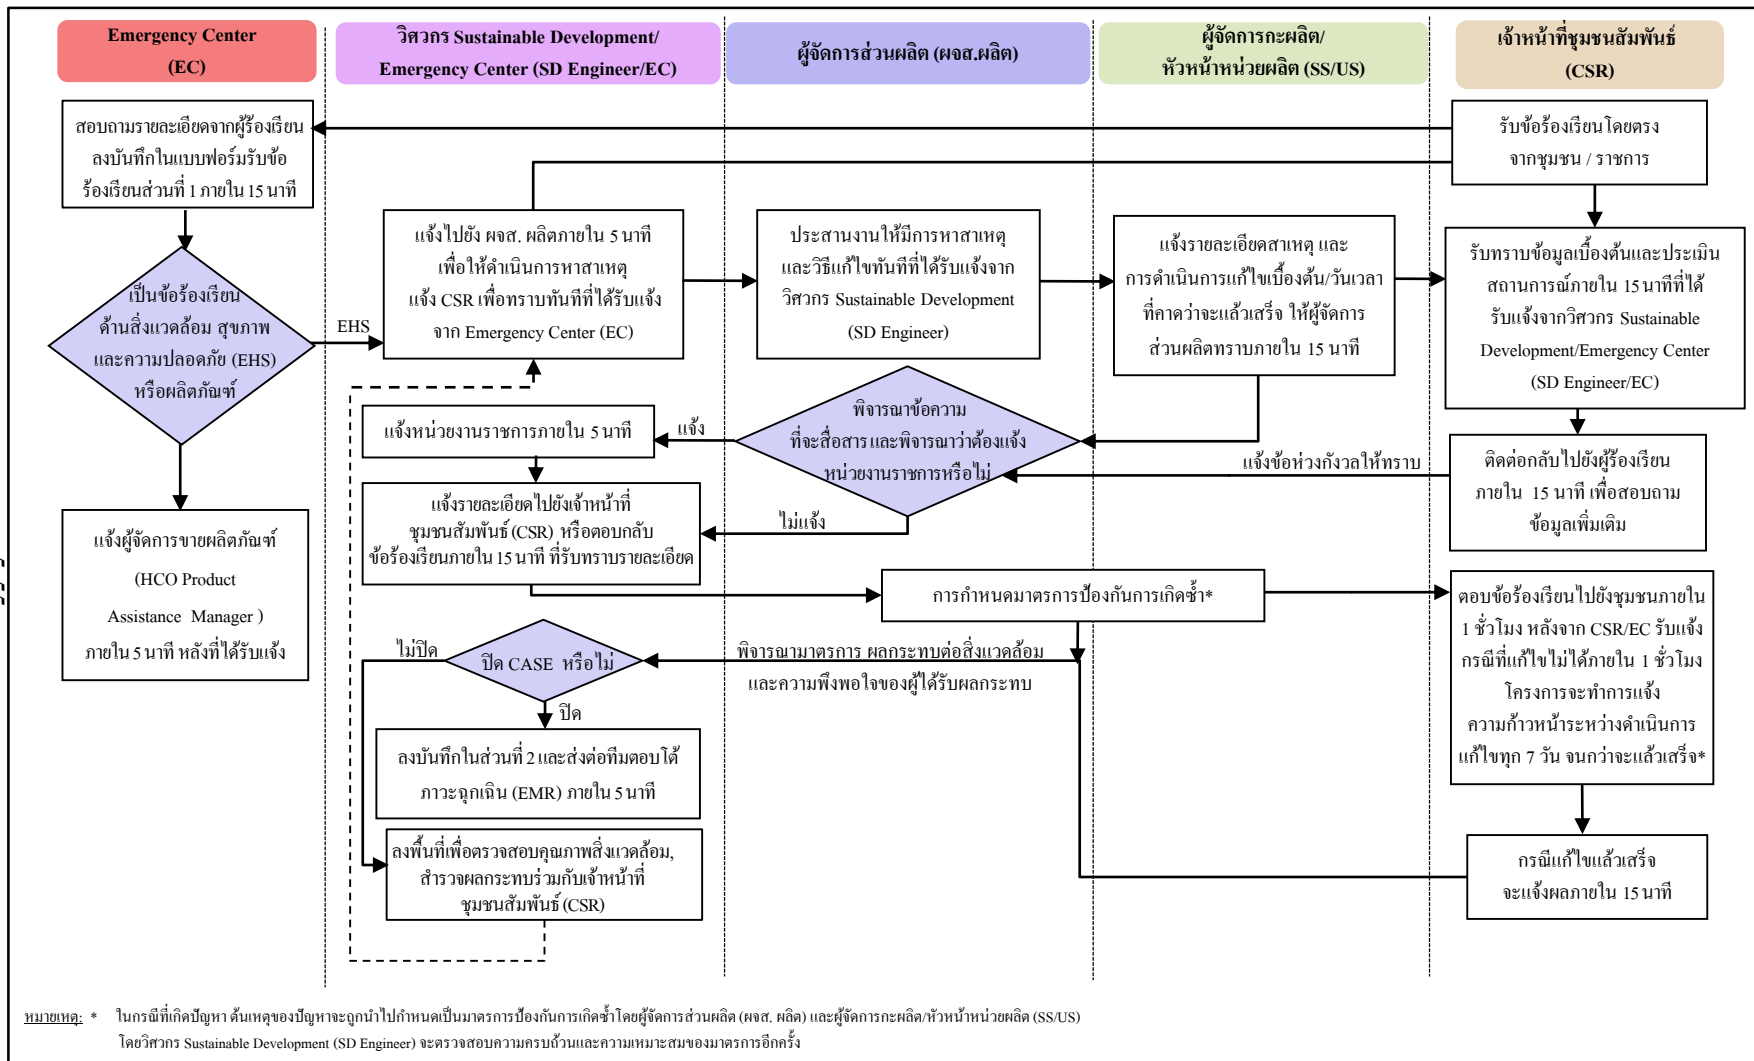 Emergency Center
(EC)
วิศวกร Sustainable Development/
Emergency Center (SD Engineer/EC)
ผู้จัดการส่วนผลิต (ผจส.ผลิต)
ผู้จัดการกะผลิต/
หัวหน้าหน่วยผลิต (SS/US)
เจ้าหน้าที่ชุมชนสัมพันธ์
(CSR)
สอบถามรายละเอียดจากผู้ร้องเรียน
ลงบันทึกในแบบฟอร์มรับข้อ
ร้องเรียนส่วนที่ 1 ภายใน 15 นาที
รับข้อร้องเรียนโดยตรง
จากชุมชน / ราชการ
เป็นข้อร้องเรียน
ด้านสิ่งแวดล้อม สุขภาพ
และความปลอดภัย (EHS)
หรือผลิตภัณฑ์
EHS
แจ้งไปยัง ผจส. ผลิตภายใน 5 นาที
เพื่อให้ดำเนินการหาสาเหตุ
แจ้ง CSR เพื่อทราบทันทีที่ได้รับแจ้ง
จาก Emergency Center (EC)
ประสานงานให้มีการหาสาเหตุ
และวิธีแก้ไขทันทีที่ได้รับแจ้งจาก
วิศวกร Sustainable Development
(SD Engineer)
แจ้งรายละเอียดสาเหตุ และ
การดำเนินการแก้ไขเบื้องต้น/วันเวลา
ที่คาดว่าจะแล้วเสร็จ ให้ผู้จัดการ
ส่วนผลิตทราบภายใน 15 นาที
รับทราบข้อมูลเบื้องต้นและประเมิน
สถานการณ์ภายใน 15 นาทีที่ได้
รับแจ้งจากวิศวกร Sustainable
Development/Emergency Center
(SD Engineer/EC)
แจ้งหน่วยงานราชการภายใน 5 นาที
แจ้ง
พิจารณาข้อความ
ที่จะสื่อสารและพิจารณาว่าต้องแจ้ง
หน่วยงานราชการหรือไม่
แจ้งข้อห่วงกังวลให้ทราบ
ติดต่อกลับไปยังผู้ร้องเรียน
ภายใน 15 นาที เพื่อสอบถาม
ข้อมูลเพิ่มเติม
แจ้งรายละเอียดไปยังเจ้าหน้าที่
ชุมชนสัมพันธ์ (CSR) หรือตอบกลับ
ข้อร้องเรียนภายใน 15 นาที ที่รับทราบรายละเอียด
ไม่แจ้ง
แจ้งผู้จัดการขายผลิตภัณฑ์
(HCO Product
Assistance Manager )
ภายใน 5 นาที หลังที่ได้รับแจ้ง
การกำหนดมาตรการป้องกันการเกิดซ้ำ*
ตอบข้อร้องเรียนไปยังชุมชนภายใน
1 ชั่วโมง หลังจาก CSR/EC รับแจ้ง
กรณีที่แก้ไขไม่ได้ภายใน 1 ชั่วโมง
โครงการจะทำการแจ้ง
ความก้าวหน้าระหว่างดำเนินการ
แก้ไขทุก 7 วัน จนกว่าจะแล้วเสร็จ*
ไม่ปิด
ปิด CASE หรือไม่
พิจารณามาตรการ ผลกระทบต่อสิ่งแวดล้อม
และความพึงพอใจของผู้ได้รับผลกระทบ
ปิด
ลงบันทึกในส่วนที่ 2 และส่งต่อทีมตอบโต้
ภาวะฉุกเฉิน (EMR) ภายใน 5 นาที
ลงพื้นที่เพื่อตรวจสอบคุณภาพสิ่งแวดล้อม,
สำรวจผลกระทบร่วมกับเจ้าหน้าที่
ชุมชนสัมพันธ์ (CSR)
กรณีแก้ไขแล้วเสร็จ
จะแจ้งผลภายใน 15 นาที
หมายเหตุ: * ในกรณีที่เกิดปัญหา ต้นเหตุของปัญหาจะถูกนำไปกำหนดเป็นมาตรการป้องกันการเกิดซ้ำโดยผู้จัดการส่วนผลิต (ผจส. ผลิต) และผู้จัดการกะผลิต/หัวหน้าหน่วยผลิต (SS/US)
โดยวิศวกร Sustainable Development (SD Engineer) จะตรวจสอบความครบถ้วนและความเหมาะสมของมาตรการอีกครั้ง